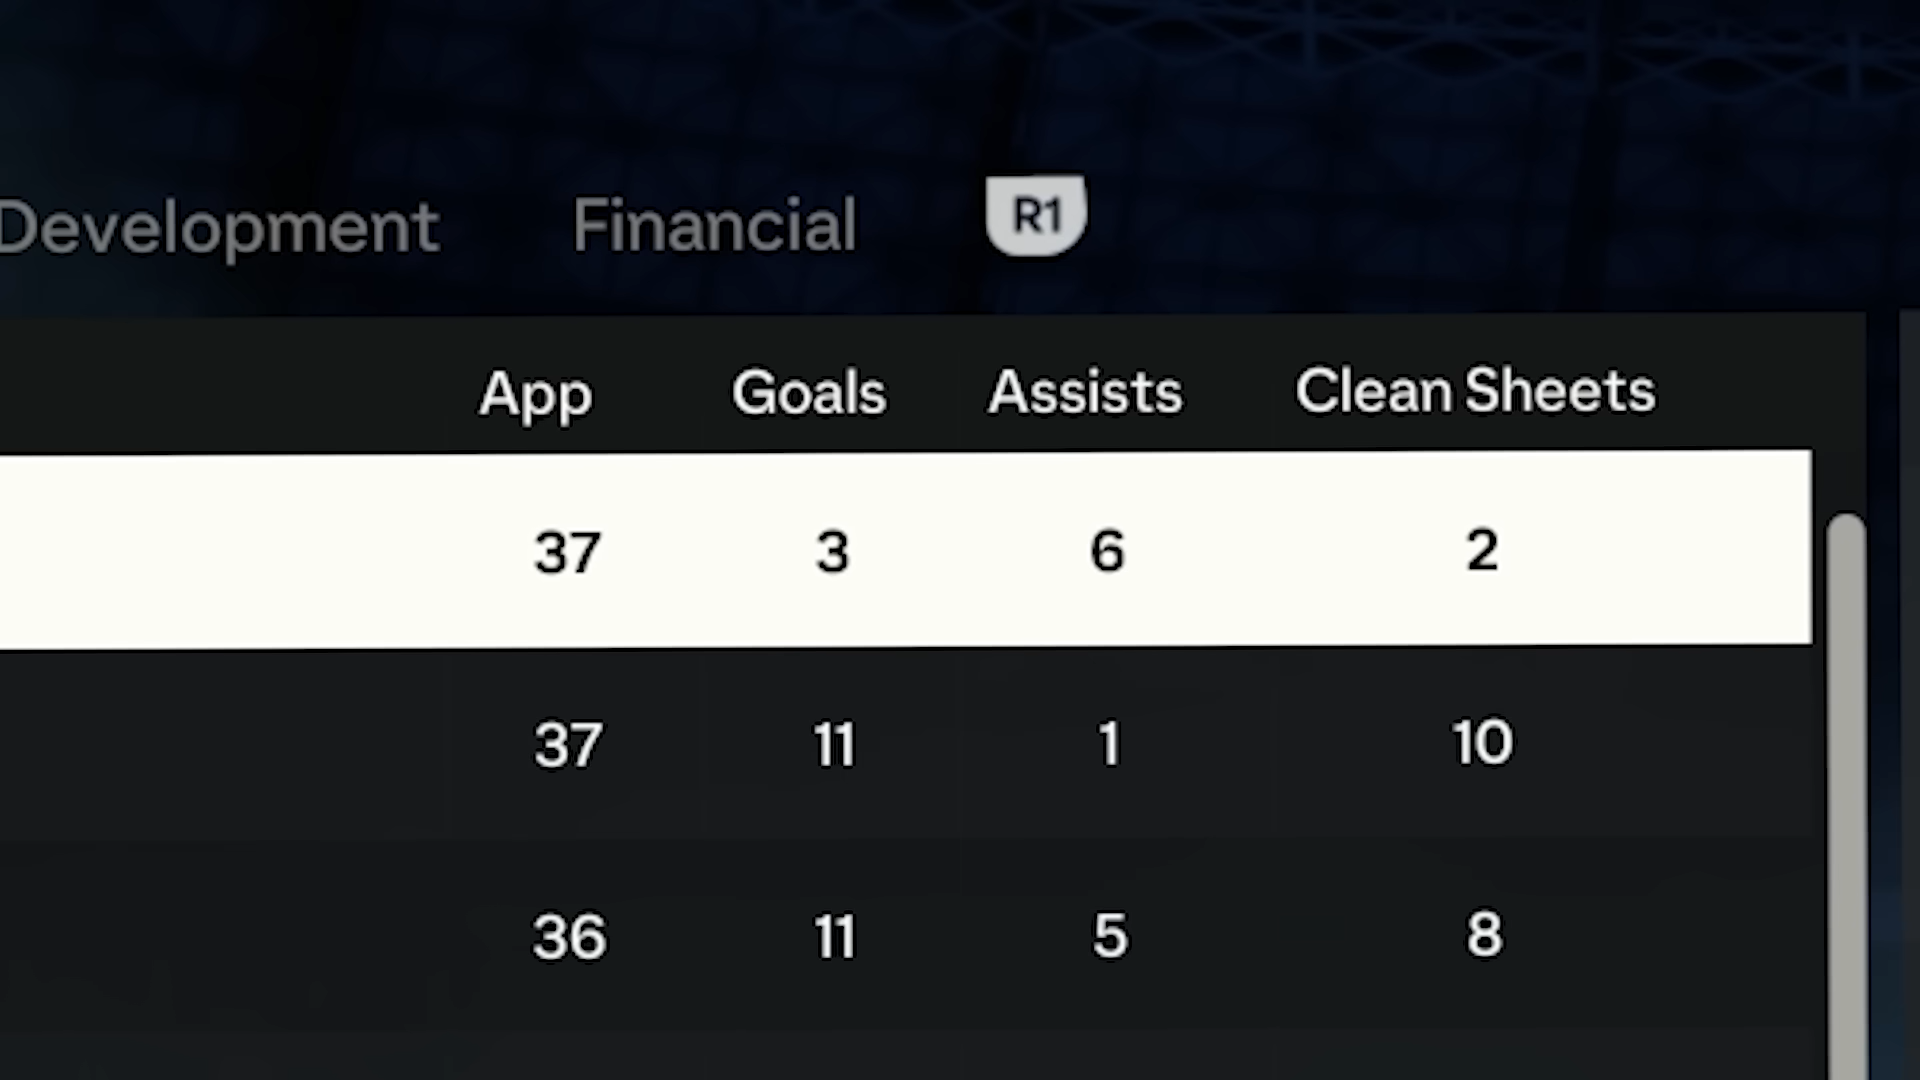 Development Financial R1
App Goals Assists Clean Sheets
37 3 6 2
37 11 1 10
36 11 5 8